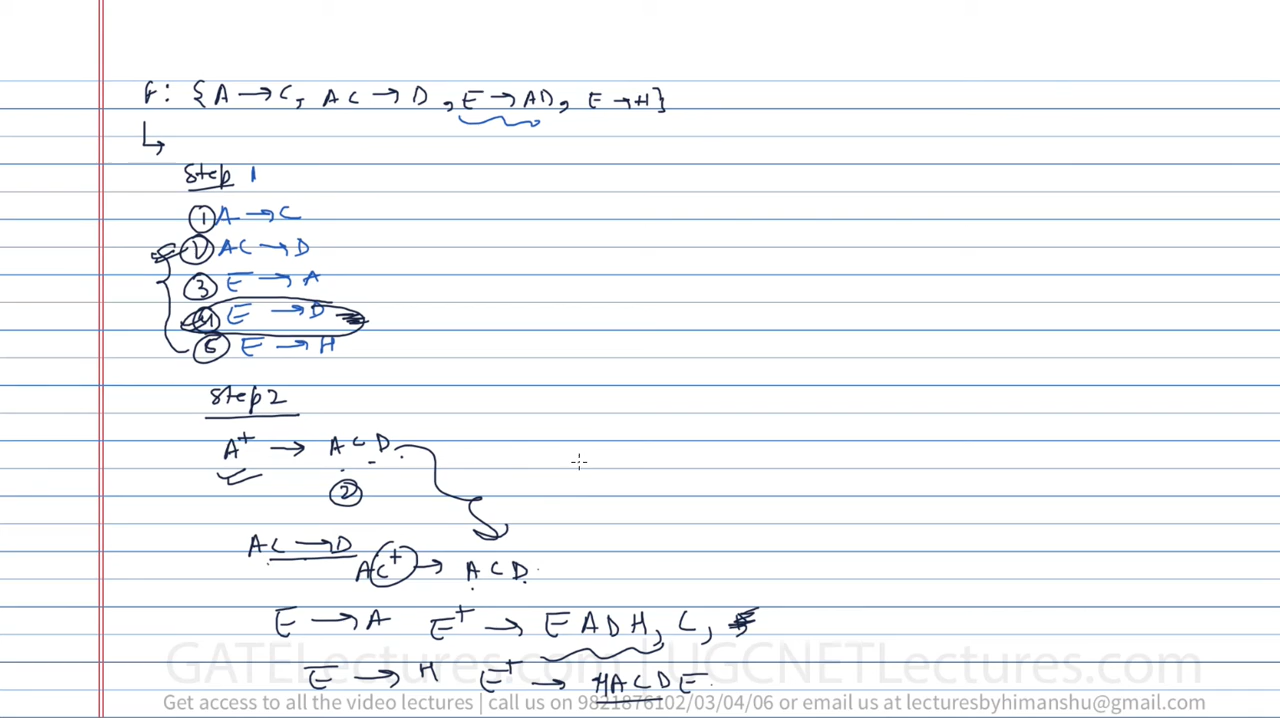 F: {A → C, AC → D, E → AD, E → H}
Step 1
① A → C
② AC → D
③ E → A
④ E → D
⑤ E → H
Step 2
A+ → ACD
②
AC → D
AC+ → ACD
E → A E+ → EADH, C,
E → H E+ → HACDE
GATELectures.com | UGCNETLectures.com
Get access to all the video lectures | call us on 9821876102/03/04/06 or email us at lecturesbyhimanshu@gmail.com